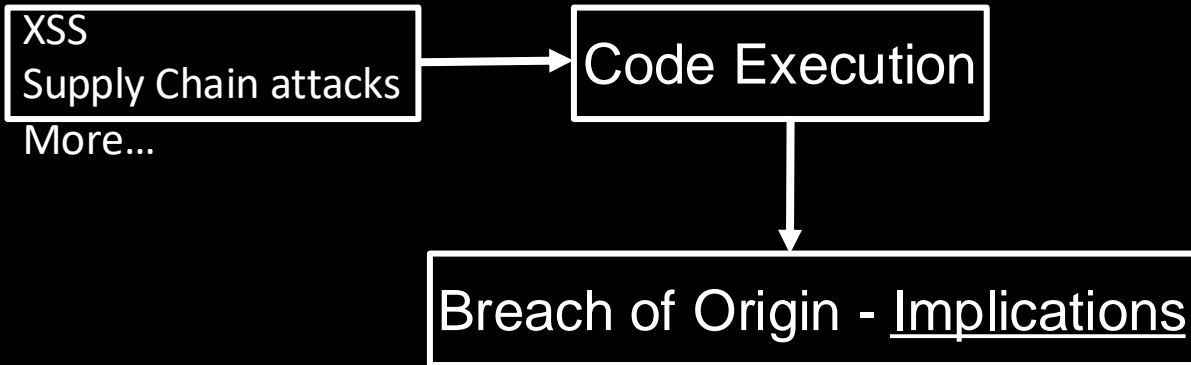 XSS
Supply Chain attacks
More…
Code Execution
Breach of Origin - Implications